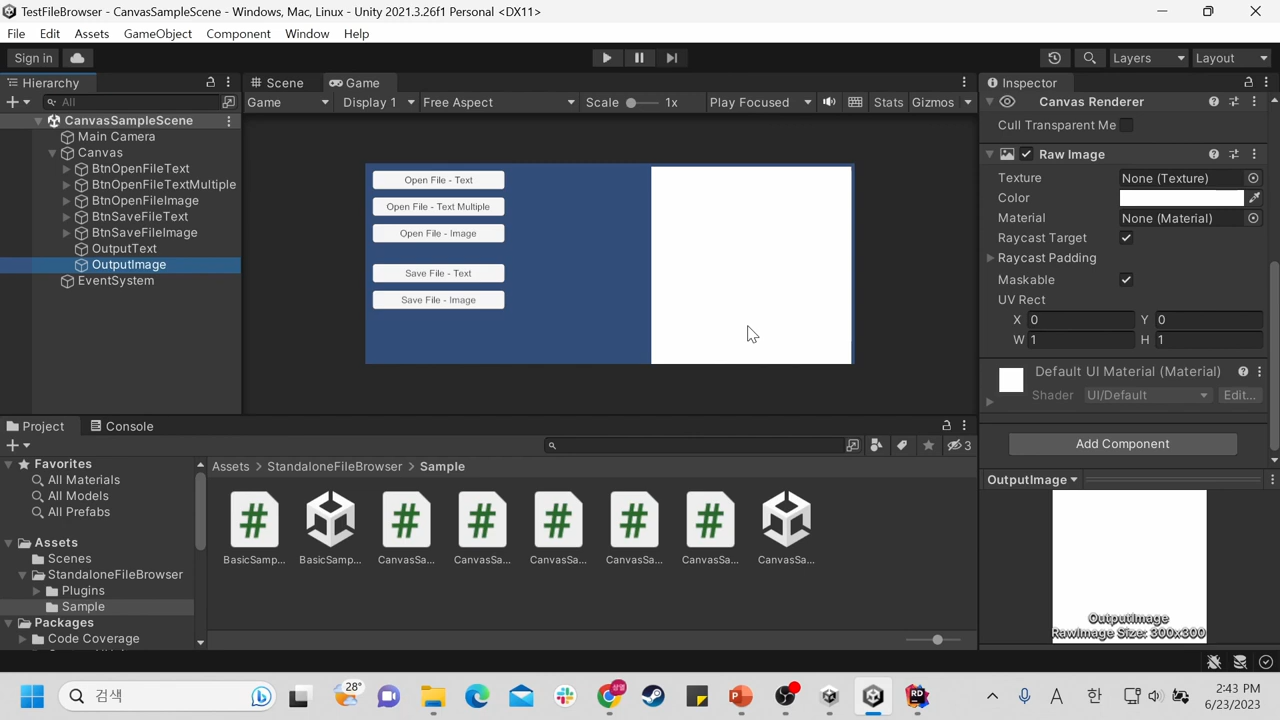 TestFileBrowser - CanvasSampleScene - Windows, Mac, Linux - Unity 2021.3.26f1 Personal <DX11>
File Edit Assets GameObject Component Window Help
Sign in
Layers
Layout
Hierarchy
All
CanvasSampleScene
Main Camera
Canvas
BtnOpenFileText
BtnOpenFileTextMultiple
BtnOpenFileImage
BtnSaveFileText
BtnSaveFileImage
OutputText
OutputImage
EventSystem
Scene Game
Game Display 1 Free Aspect Scale 1x Play Focused Stats Gizmos
Open File - Text
Open File - Text Multiple
Open File - Image
Save File - Text
Save File - Image
Inspector
Canvas Renderer
Cull Transparent Me
Raw Image
Texture None (Texture)
Color
Material None (Material)
Raycast Target
Raycast Padding
Maskable
UV Rect
X 0 Y 0
W 1 H 1
Default UI Material (Material)
Shader UI/Default Edit...
Add Component
OutputImage
OutputImage
RawImage Size: 300x300
Project Console
3
Favorites
All Materials
All Models
All Prefabs
Assets
Scenes
StandaloneFileBrowser
Plugins
Sample
Packages
Code Coverage
Assets > StandaloneFileBrowser > Sample
# # # # # #
BasicSamp... BasicSamp... CanvasSa... CanvasSa... CanvasSa... CanvasSa... CanvasSa... CanvasSa...
검색
28°
RD
A 한
2:43 PM
6/23/2023